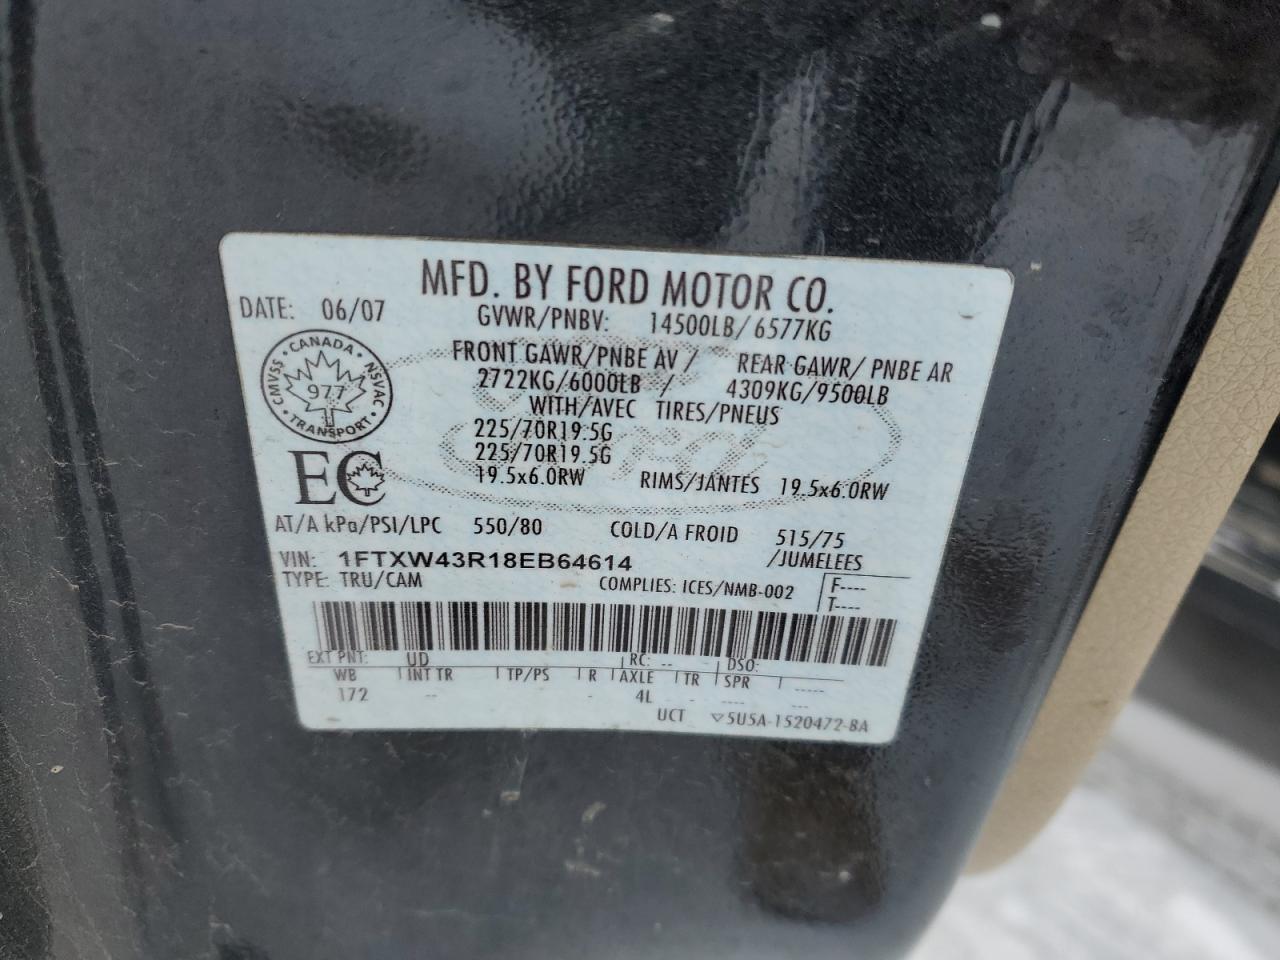 MFD. BY FORD MOTOR CO.
DATE: 06/07 GVWR/PNBV: 14500LB/6577KG
FRONT GAWR/PNBE AV / REAR GAWR/ PNBE AR
2722KG/6000LB / 4309KG/9500LB
WITH/AVEC TIRES/PNEUS
225/70R19.5G
225/70R19.5G
19.5x6.0RW RIMS/JANTES 19.5x6.0RW
CANADA
CMVSS 977 NSVAC
TRANSPORT
EC
Ford
AT/A kPa/PSI/LPC 550/80 COLD/A FROID 515/75
VIN: 1FTXW43R18EB64614 /JUMELEES
TYPE: TRU/CAM COMPLIES: ICES/NMB-002 F----
T----
EXT PNT: UD RC: -- DSO:
WB INT TR TP/PS R AXLE TR SPR -----
172 -- - 4L - ---- ---
UCT ▽5U5A-1520472-BA